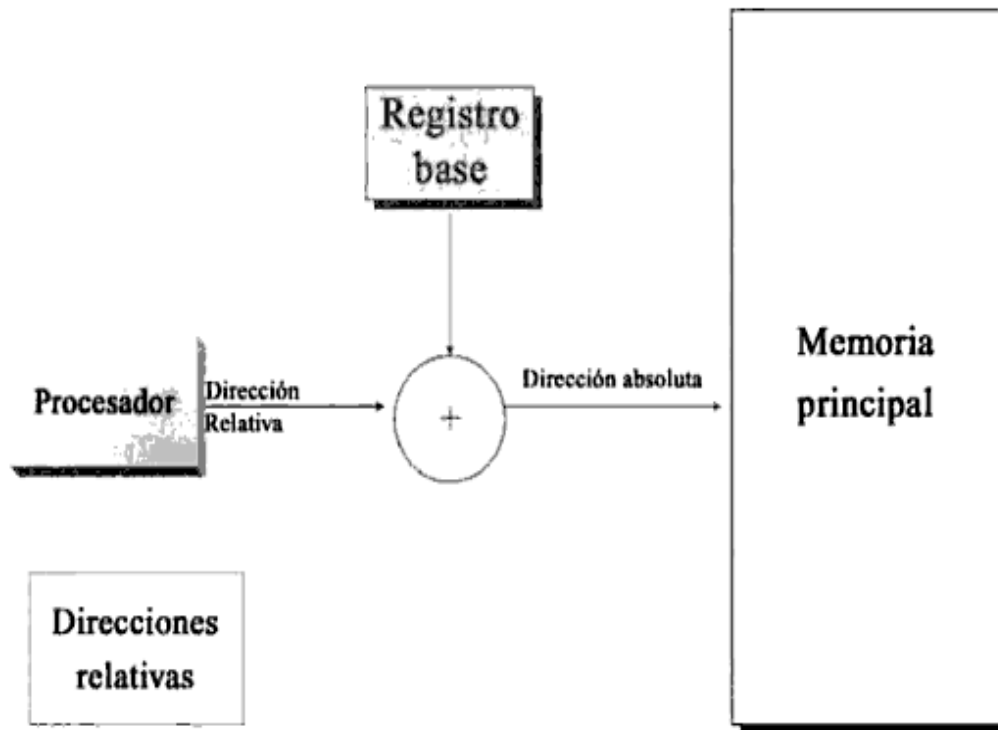 Registro
base
Procesador
Dirección
Relativa
Dirección absoluta
Memoria
principal
Direcciones
relativas